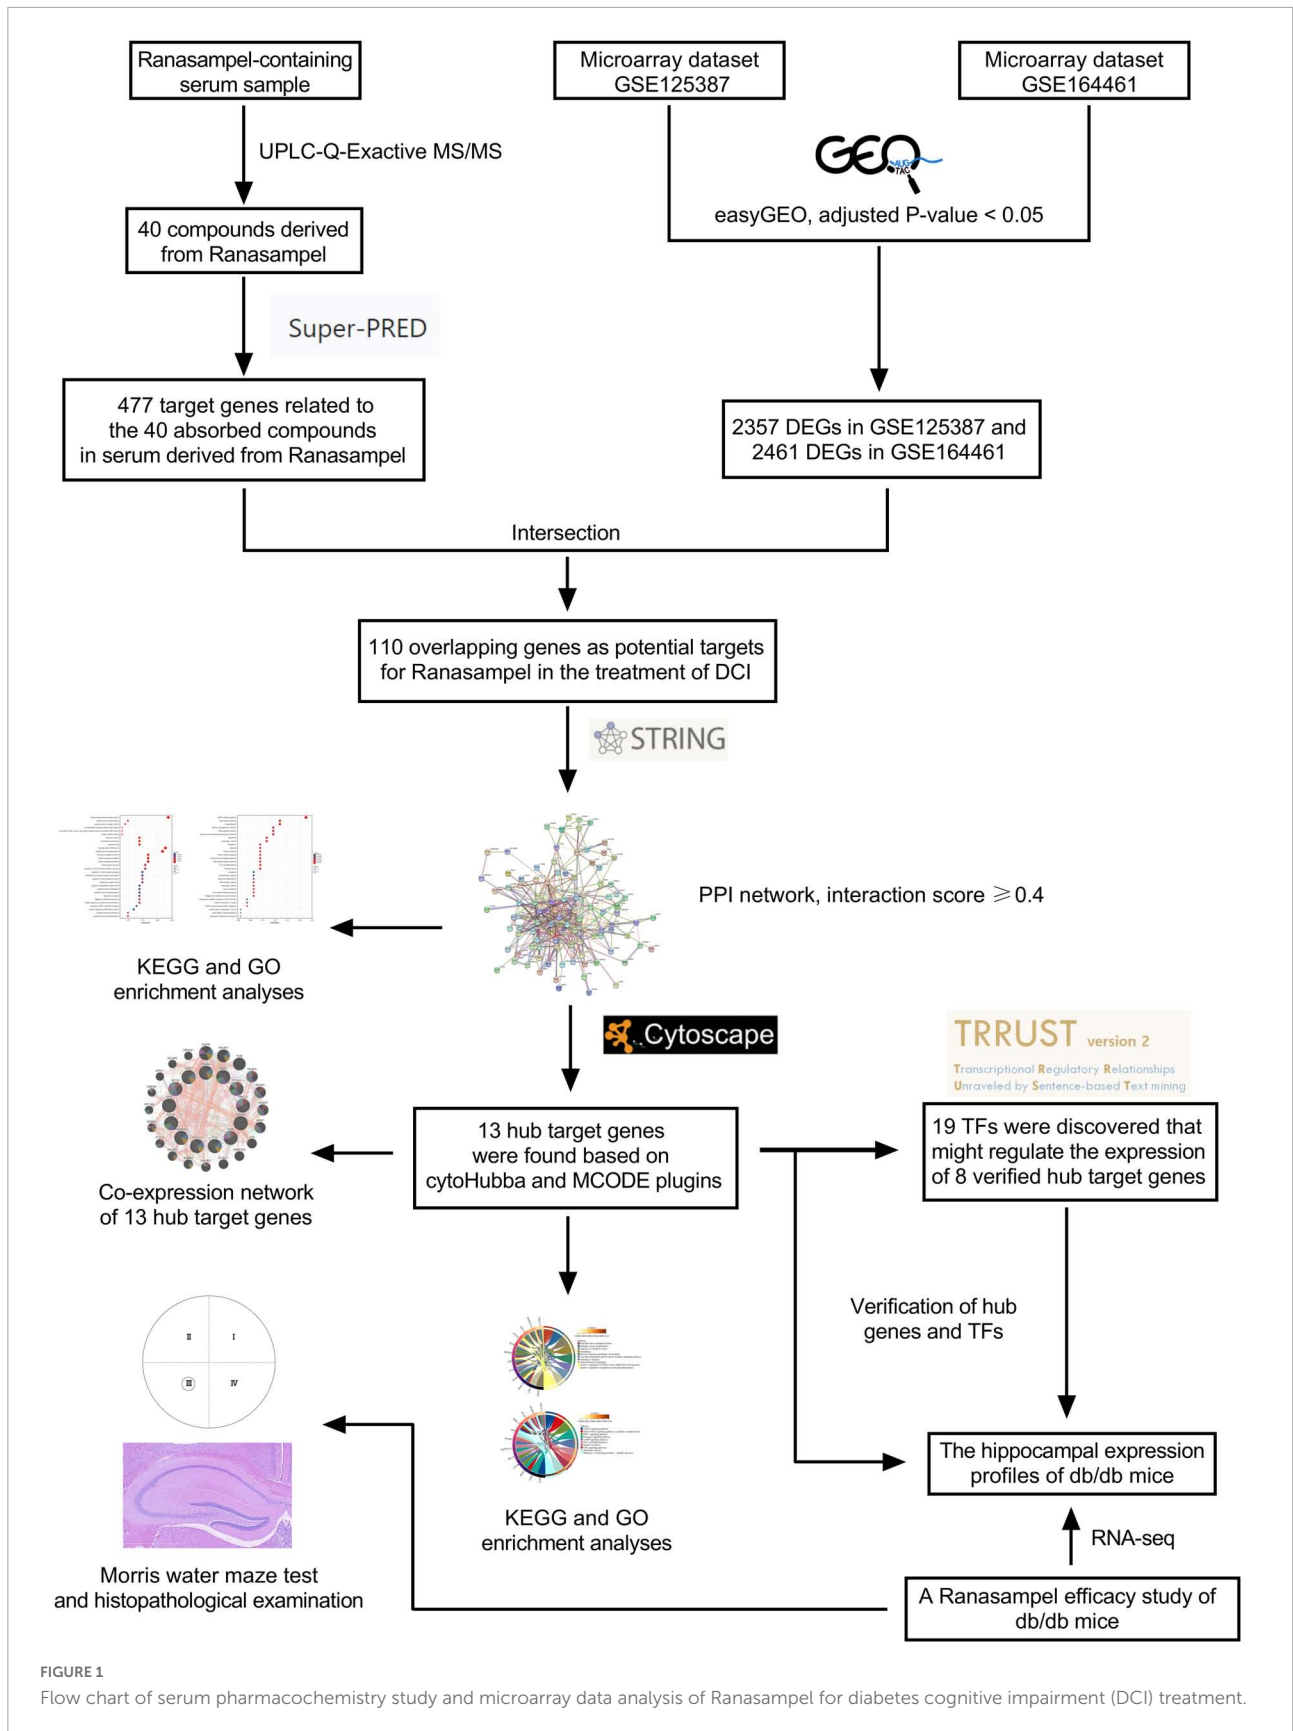 Ranasampel-containing
serum sample
Microarray dataset
GSE125387
Microarray dataset
GSE164461
UPLC-Q-Exactive MS/MS
GEO
AUG
TAC
easyGEO, adjusted P-value < 0.05
40 compounds derived
from Ranasampel
Super-PRED
477 target genes related to
the 40 absorbed compounds
in serum derived from Ranasampel
2357 DEGs in GSE125387 and
2461 DEGs in GSE164461
Intersection
110 overlapping genes as potential targets
for Ranasampel in the treatment of DCI
STRING
PPI network, interaction score ⩾ 0.4
KEGG and GO
enrichment analyses
Cytoscape
TRRUST version 2
Transcriptional Regulatory Relationships
Unraveled by Sentence-based Text mining
13 hub target genes
were found based on
cytoHubba and MCODE plugins
19 TFs were discovered that
might regulate the expression
of 8 verified hub target genes
Co-expression network
of 13 hub target genes
Verification of hub
genes and TFs
II
I
III
IV
The hippocampal expression
profiles of db/db mice
KEGG and GO
enrichment analyses
RNA-seq
Morris water maze test
and histopathological examination
A Ranasampel efficacy study of
db/db mice
FIGURE 1
Flow chart of serum pharmacochemistry study and microarray data analysis of Ranasampel for diabetes cognitive impairment (DCI) treatment.